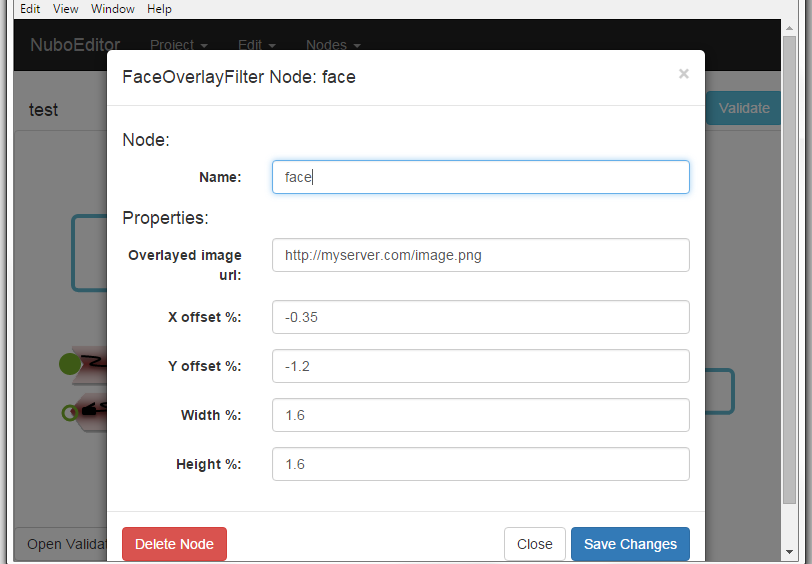 Edit View Window Help
NuboEditor Project Edit Nodes
FaceOverlayFilter Node: face ×
test
Validate
Node:
Name: face
Properties:
Overlayed image
url: http://myserver.com/image.png
X offset %: -0.35
Y offset %: -1.2
Width %: 1.6
Height %: 1.6
Open Validat
Delete Node Close Save Changes